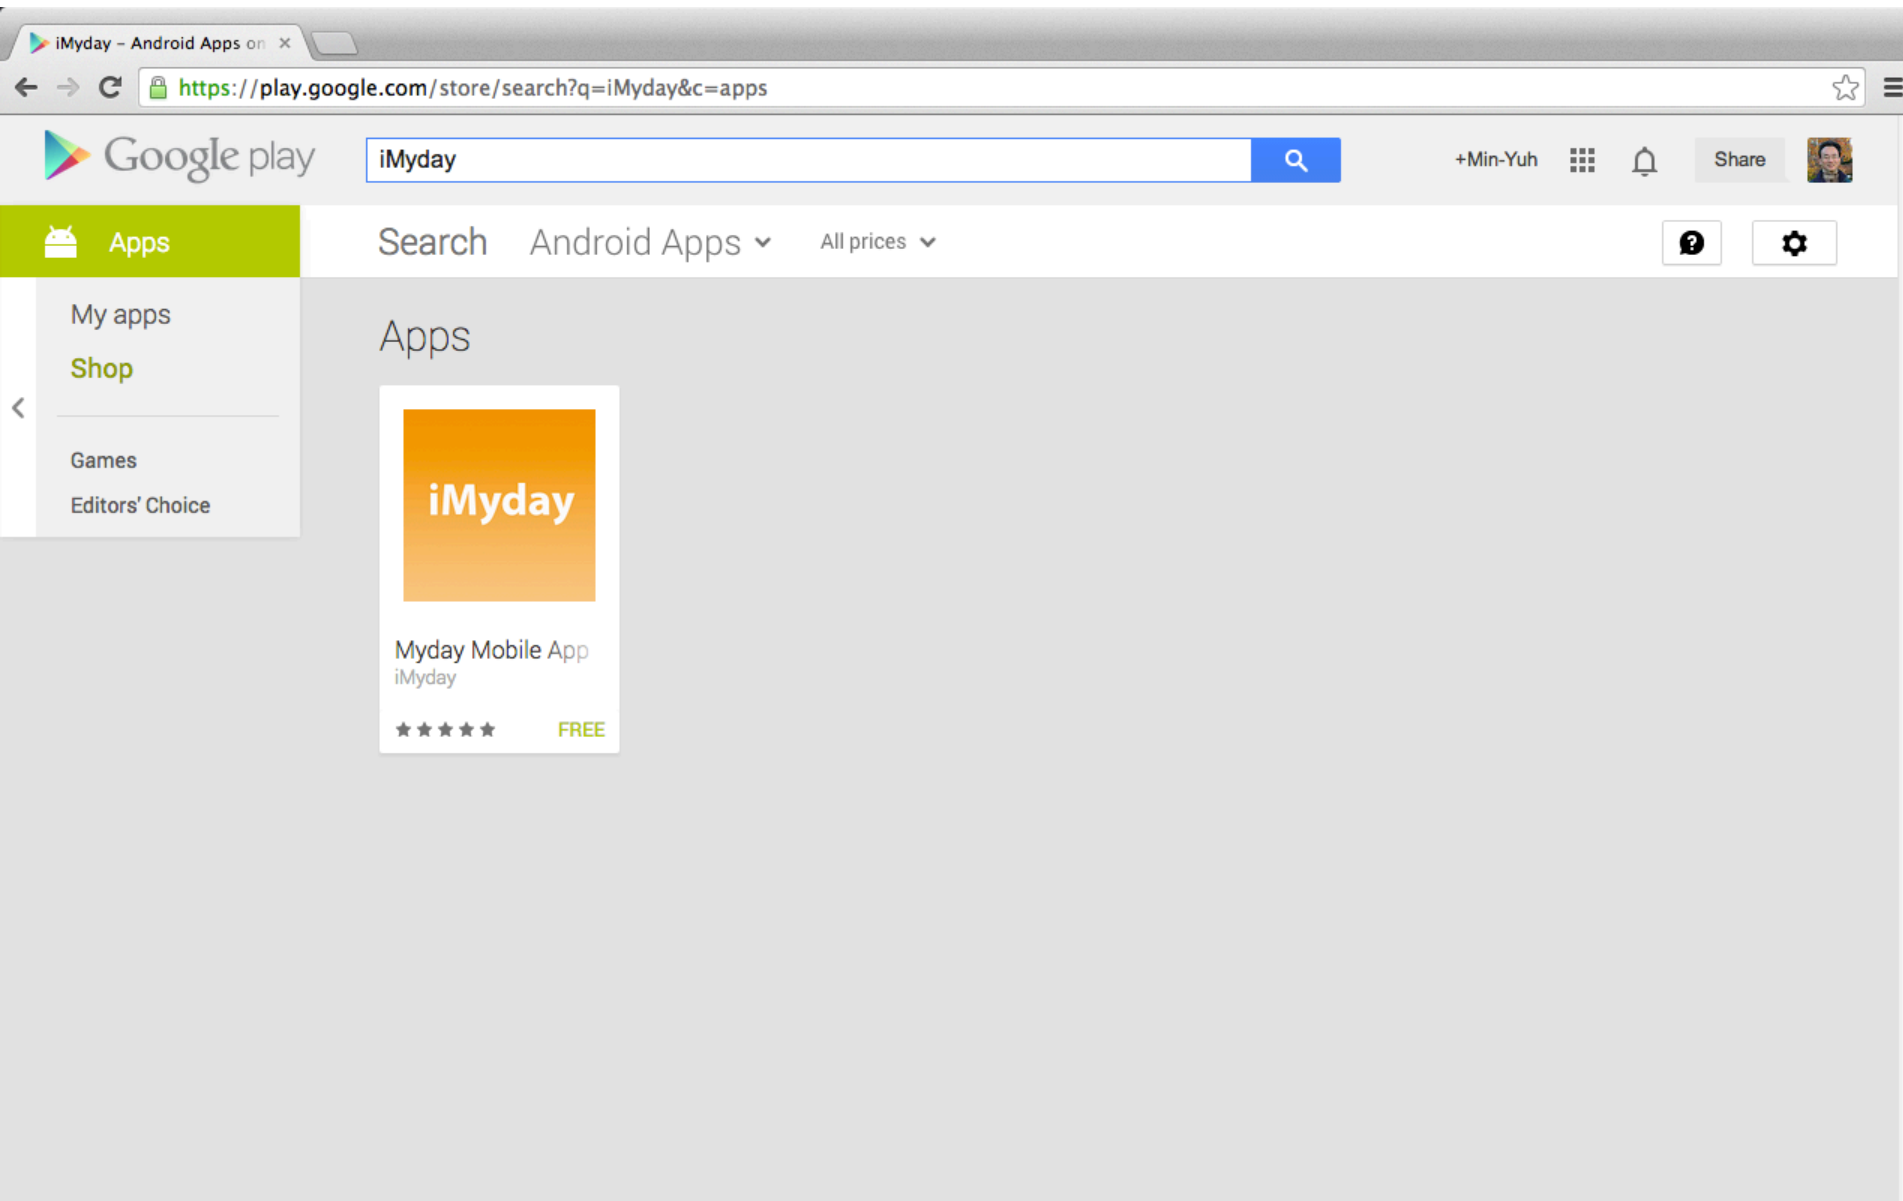 iMyday – Android Apps on
https://play.google.com/store/search?q=iMyday&c=apps
Google play
iMyday
+Min-Yuh
Share
Apps
Search
Android Apps
All prices
My apps
Shop
Games
Editors' Choice
Apps
iMyday
Myday Mobile App
iMyday
FREE